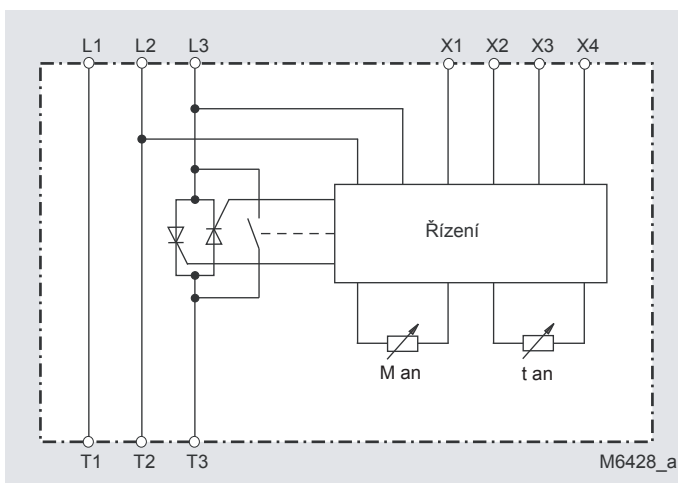 L1 L2 L3 X1 X2 X3 X4
Řízení
M an t an
T1 T2 T3 M6428_a